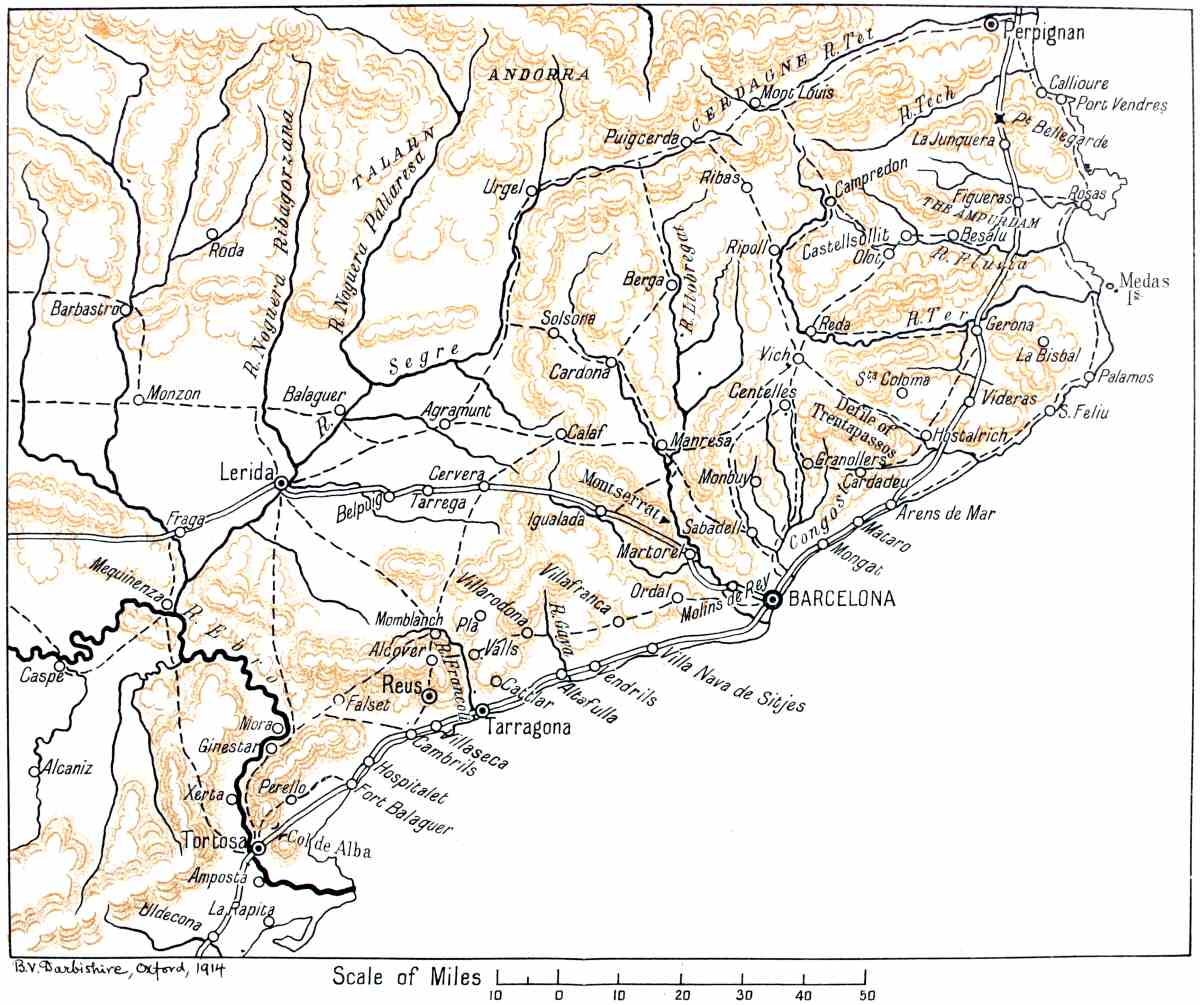 Perpignan
R. Tet
CERDAGNE
ANDORRA
Mont Louis
Callioure
Port Vendres
R. Tech
Pt. Bellegarde
La Junquera
Puigcerda
TALARN
R. Noguera Pallaresa
R. Noguera Ribagorzana
Urgel
Ribas
Campredon
Figueras
Rosas
THE AMPURDAM
Castellsollit
Besalu
Olot
R. Fluvia
Roda
Ripoll
Berga
R. Llobregar
Medas
Is.
Barbastro
Solsona
Reda
R. Ter
Gerona
La Bisbal
Segre
R.
Cardona
Vich
Sta. Coloma
Palamos
Monzon
Balaguer
Agramunt
Centelles
Videras
S. Feliu
Defile of
Trentapassos
Calaf
Manresa
Hostalrich
Granollers
Cardadeu
Lerida
Cervera
Belpuig
Tarrega
Montserrat
Monbuy
Igualada
Sabadell
Congost
Arens de Mar
Fraga
Mataro
Mongat
Martorel
Mequinenza
R. Ebro
Villarodona
Villafranca
Ordal
Molins de Rey
BARCELONA
Momblanch
Pla
R. Gaya
Alcover
R. Francoli
Valls
Caspe
Reus
Falset
Catllar
Altafulla
Vendrils
Villa Nava de Sitjes
Mora
Tarragona
Ginestar
Villaseca
Cambrils
Alcaniz
Hospitalet
Xerta
Perello
Fort Balaguer
Tortosa
Col de Alba
Amposta
La Rapita
Uldecona
B.V. Darbishire, Oxford, 1914
Scale of Miles
10 0 10 20 30 40 50